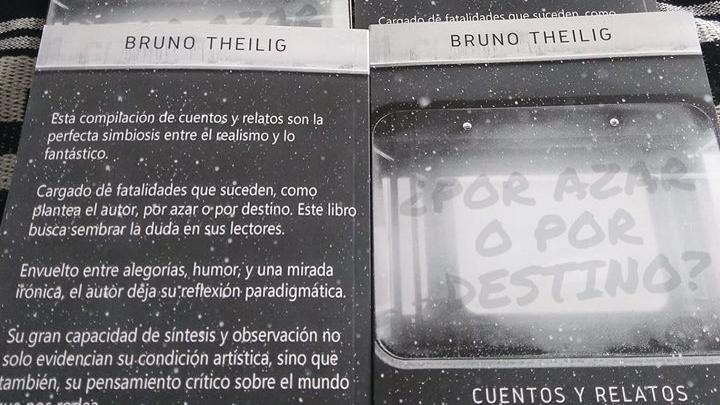 Cargado de fatalidades que suceden, como
BRUNO THEILIG
Esta compilación de cuentos y relatos son la
perfecta simbiosis entre el realismo y lo
fantástico.
Cargado de fatalidades que suceden, como
plantea el autor, por azar o por destino. Este libro
busca sembrar la duda en sus lectores.
Envuelto entre alegorías, humor, y una mirada
irónica, el autor deja su reflexión paradigmática.
Su gran capacidad de síntesis y observación no
solo evidencian su condición artística, sino que
también, su pensamiento crítico sobre el mundo
que nos rodea.
BRUNO THEILIG
¿POR AZAR
O POR
DESTINO?
CUENTOS Y RELATOS